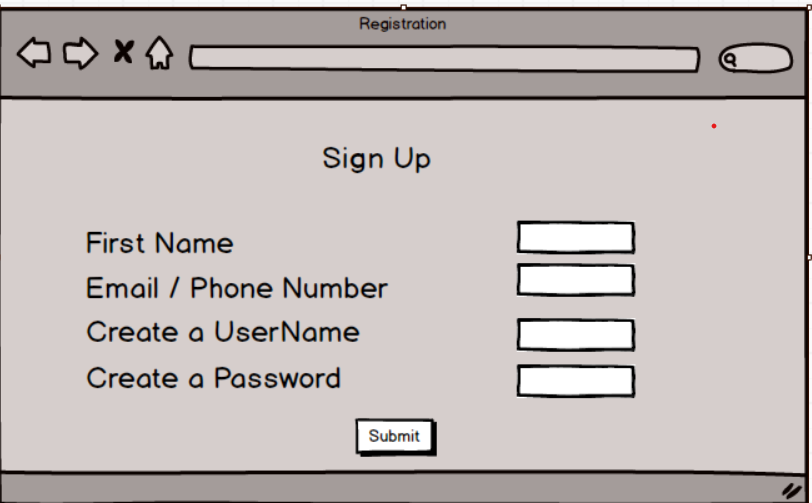 Registration
Sign Up
First Name
Email / Phone Number
Create a UserName
Create a Password
Submit